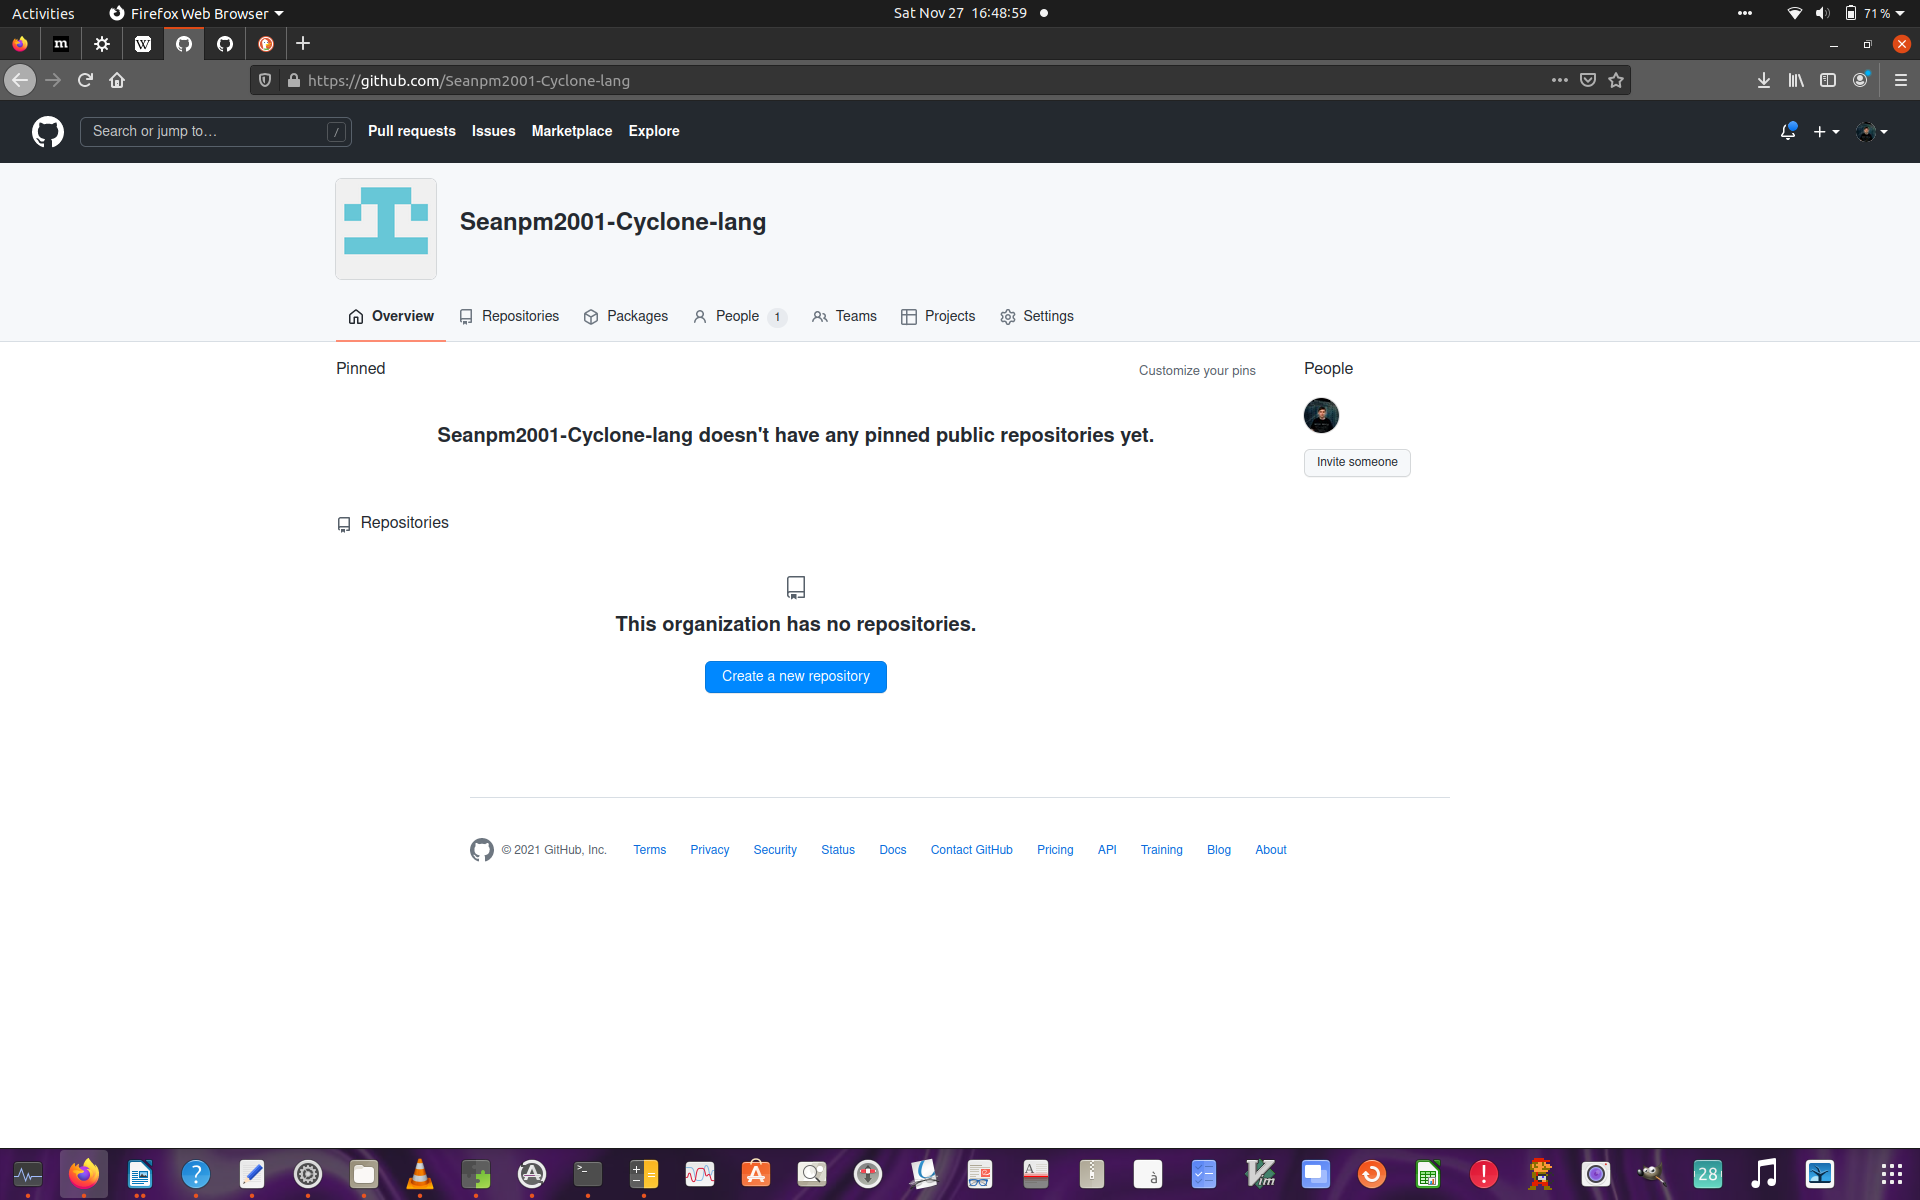 Activities Firefox Web Browser Sat Nov 27 16:48:59 71 %
m W
https://github.com/Seanpm2001-Cyclone-lang
Search or jump to… / Pull requests Issues Marketplace Explore
Seanpm2001-Cyclone-lang
Overview Repositories Packages People 1 Teams Projects Settings
Pinned Customize your pins People
Seanpm2001-Cyclone-lang doesn't have any pinned public repositories yet.
Invite someone
Repositories
This organization has no repositories.
Create a new repository
© 2021 GitHub, Inc. Terms Privacy Security Status Docs Contact GitHub Pricing API Training Blog About
? >_ A à Vim ! 28